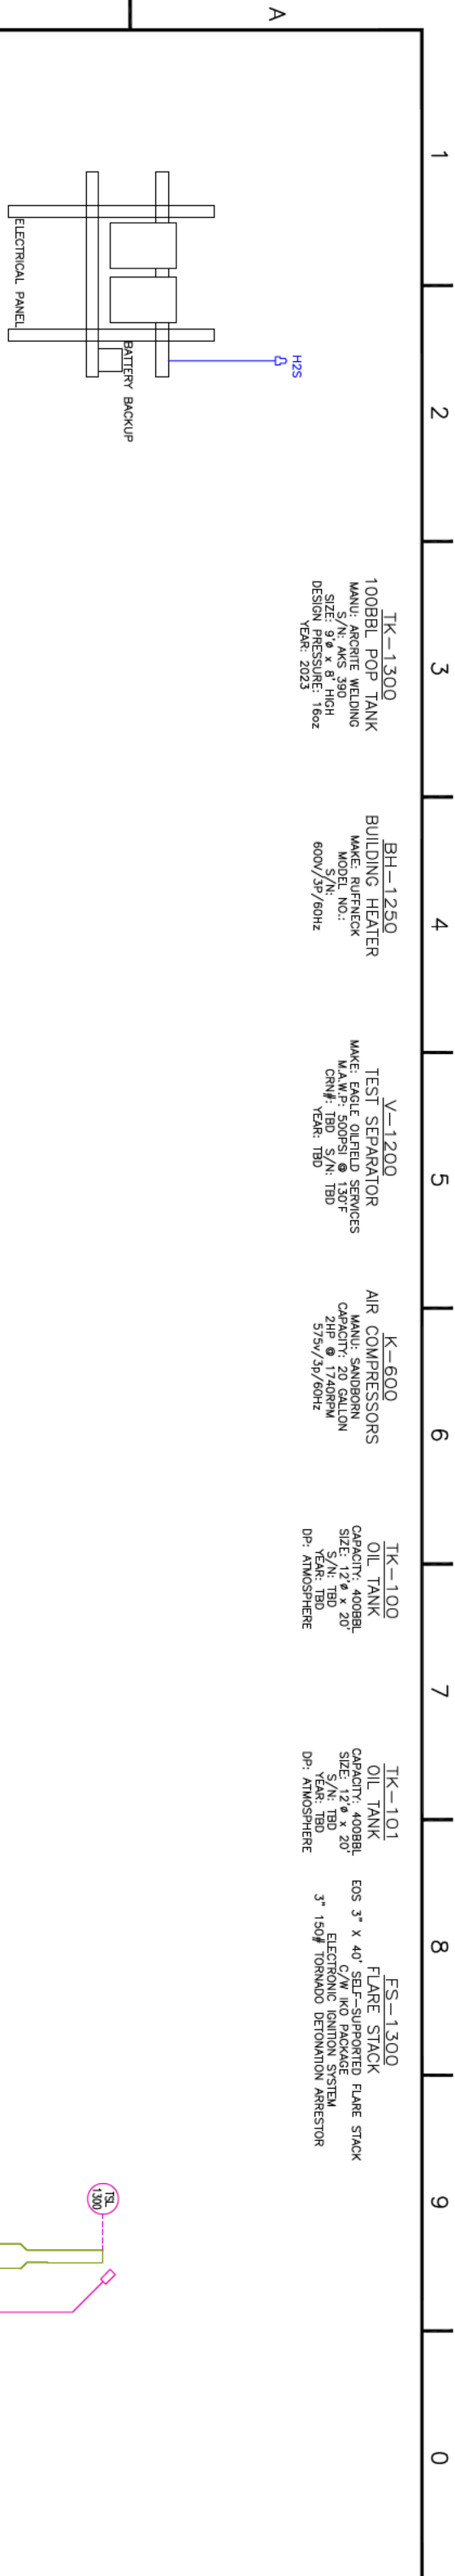 A
1
2
3
4
5
6
7
8
9
0
H2S
ELECTRICAL PANEL
BATTERY BACKUP
TK-1300
100BBL POP TANK
MANU: ARCRITE WELDING
S/N: AKS 390
SIZE: 9'ø x 8' HIGH
DESIGN PRESSURE: 16oz
YEAR: 2023
BH-1250
BUILDING HEATER
MAKE: RUFFNECK
MODEL NO.:
S/N:
600V/3P/60Hz
V-1200
TEST SEPARATOR
MAKE: EAGLE OILFIELD SERVICES
M.A.W.P: 500PSI @ 130°F
CRN#: TBD S/N: TBD
YEAR: TBD
K-600
AIR COMPRESSORS
MANU: SANDBORN
CAPACITY: 20 GALLON
2HP @ 1740RPM
575v/3p/60Hz
TK-100
OIL TANK
CAPACITY: 400BBL
SIZE: 12'ø x 20'
S/N: TBD
YEAR: TBD
DP: ATMOSPHERE
TK-101
OIL TANK
CAPACITY: 400BBL
SIZE: 12'ø x 20'
S/N: TBD
YEAR: TBD
DP: ATMOSPHERE
FS-1300
FLARE STACK
EOS 3" X 40' SELF-SUPPORTED FLARE STACK
C/W IKO PACKAGE
ELECTRONIC IGNITION SYSTEM
3" 150# TORNADO DETONATION ARRESTOR
TSL
1300